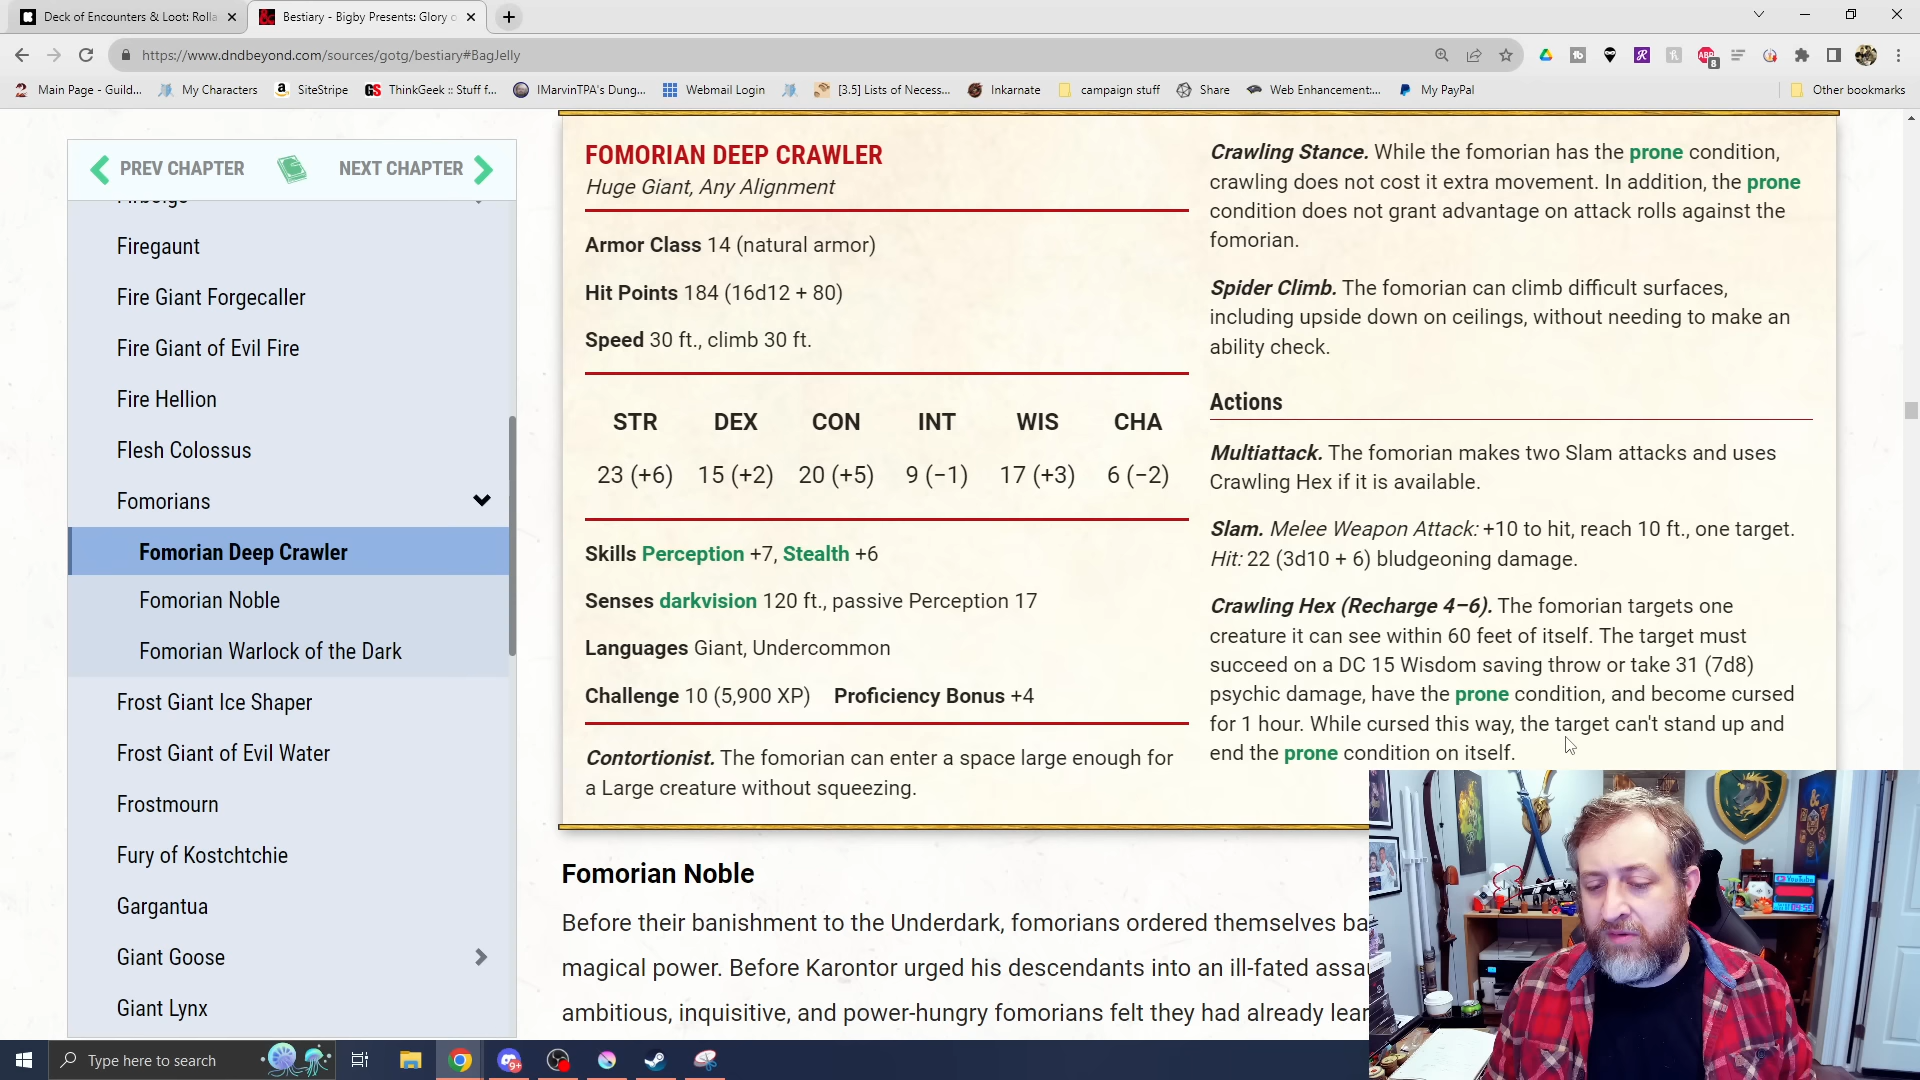 Deck of Encounters & Loot: Rolla
Bestiary - Bigby Presents: Glory o
https://www.dndbeyond.com/sources/gotg/bestiary#BagJelly
Main Page - Guild...
My Characters
SiteStripe
ThinkGeek :: Stuff f...
IMarvinTPA's Dung...
Webmail Login
[3.5] Lists of Necess...
Inkarnate
campaign stuff
Share
Web Enhancement:...
My PayPal
Other bookmarks
PREV CHAPTER
NEXT CHAPTER
Firbolgs
Firegaunt
Fire Giant Forgecaller
Fire Giant of Evil Fire
Fire Hellion
Flesh Colossus
Fomorians
Fomorian Deep Crawler
Fomorian Noble
Fomorian Warlock of the Dark
Frost Giant Ice Shaper
Frost Giant of Evil Water
Frostmourn
Fury of Kostchtchie
Gargantua
Giant Goose
Giant Lynx
FOMORIAN DEEP CRAWLER
Huge Giant, Any Alignment
Armor Class 14 (natural armor)
Hit Points 184 (16d12 + 80)
Speed 30 ft., climb 30 ft.
STR DEX CON INT WIS CHA
23 (+6) 15 (+2) 20 (+5) 9 (−1) 17 (+3) 6 (−2)
Skills Perception +7, Stealth +6
Senses darkvision 120 ft., passive Perception 17
Languages Giant, Undercommon
Challenge 10 (5,900 XP) Proficiency Bonus +4
Contortionist. The fomorian can enter a space large enough for
a Large creature without squeezing.
Crawling Stance. While the fomorian has the prone condition,
crawling does not cost it extra movement. In addition, the prone
condition does not grant advantage on attack rolls against the
fomorian.
Spider Climb. The fomorian can climb difficult surfaces,
including upside down on ceilings, without needing to make an
ability check.
Actions
Multiattack. The fomorian makes two Slam attacks and uses
Crawling Hex if it is available.
Slam. Melee Weapon Attack: +10 to hit, reach 10 ft., one target.
Hit: 22 (3d10 + 6) bludgeoning damage.
Crawling Hex (Recharge 4–6). The fomorian targets one
creature it can see within 60 feet of itself. The target must
succeed on a DC 15 Wisdom saving throw or take 31 (7d8)
psychic damage, have the prone condition, and become cursed
for 1 hour. While cursed this way, the target can't stand up and
end the prone condition on itself.
Fomorian Noble
Before their banishment to the Underdark, fomorians ordered themselves ba
magical power. Before Karontor urged his descendants into an ill-fated assa
ambitious, inquisitive, and power-hungry fomorians felt they had already lear
YouTube
Type here to search